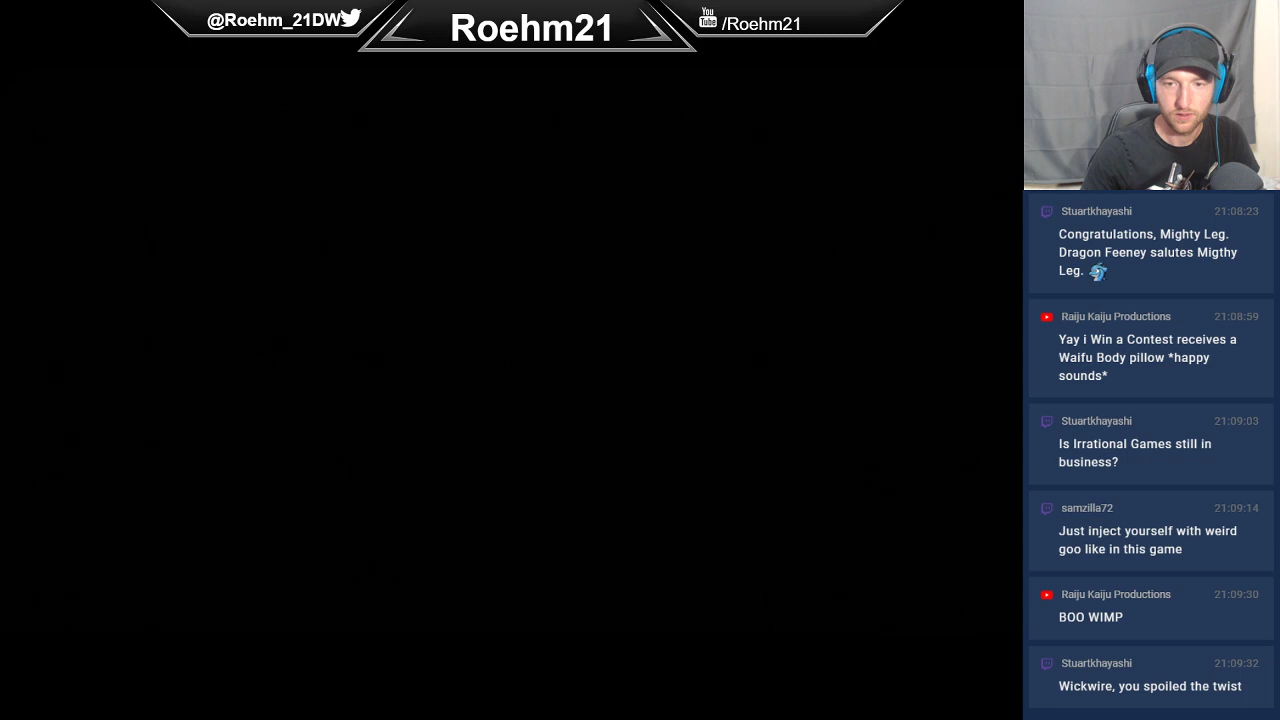 @Roehm_21DW
Roehm21
You
Tube
/Roehm21
Stuartkhayashi 21:08:23
Congratulations, Mighty Leg.
Dragon Feeney salutes Migthy
Leg.
Raiju Kaiju Productions 21:08:59
Yay i Win a Contest receives a
Waifu Body pillow *happy
sounds*
Stuartkhayashi 21:09:03
Is Irrational Games still in
business?
samzilla72 21:09:14
Just inject yourself with weird
goo like in this game
Raiju Kaiju Productions 21:09:30
BOO WIMP
Stuartkhayashi 21:09:32
Wickwire, you spoiled the twist